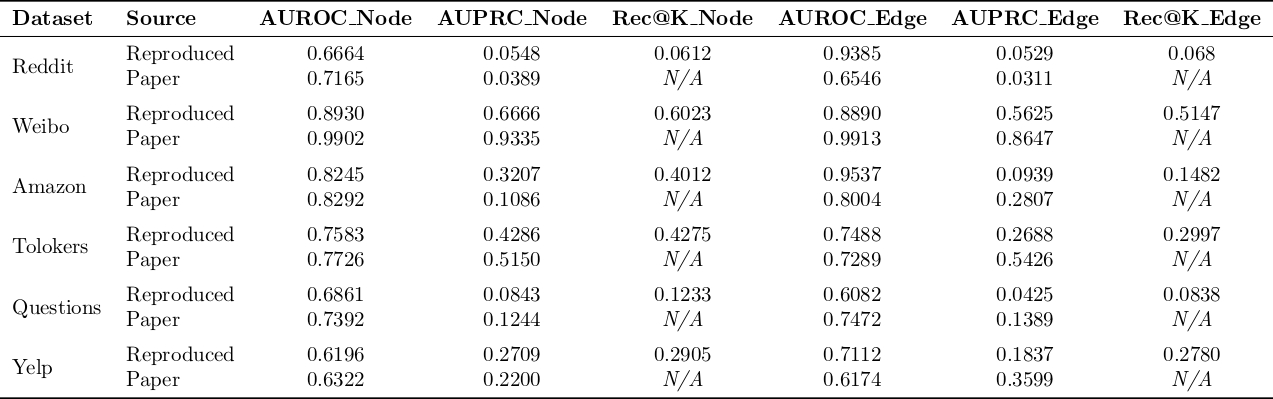 Dataset Source AUROC_Node AUPRC_Node Rec@K_Node AUROC_Edge AUPRC_Edge Rec@K_Edge
Reddit Reproduced 0.6664 0.0548 0.0612 0.9385 0.0529 0.068
Paper 0.7165 0.0389 N/A 0.6546 0.0311 N/A
Weibo Reproduced 0.8930 0.6666 0.6023 0.8890 0.5625 0.5147
Paper 0.9902 0.9335 N/A 0.9913 0.8647 N/A
Amazon Reproduced 0.8245 0.3207 0.4012 0.9537 0.0939 0.1482
Paper 0.8292 0.1086 N/A 0.8004 0.2807 N/A
Tolokers Reproduced 0.7583 0.4286 0.4275 0.7488 0.2688 0.2997
Paper 0.7726 0.5150 N/A 0.7289 0.5426 N/A
Questions Reproduced 0.6861 0.0843 0.1233 0.6082 0.0425 0.0838
Paper 0.7392 0.1244 N/A 0.7472 0.1389 N/A
Yelp Reproduced 0.6196 0.2709 0.2905 0.7112 0.1837 0.2780
Paper 0.6322 0.2200 N/A 0.6174 0.3599 N/A